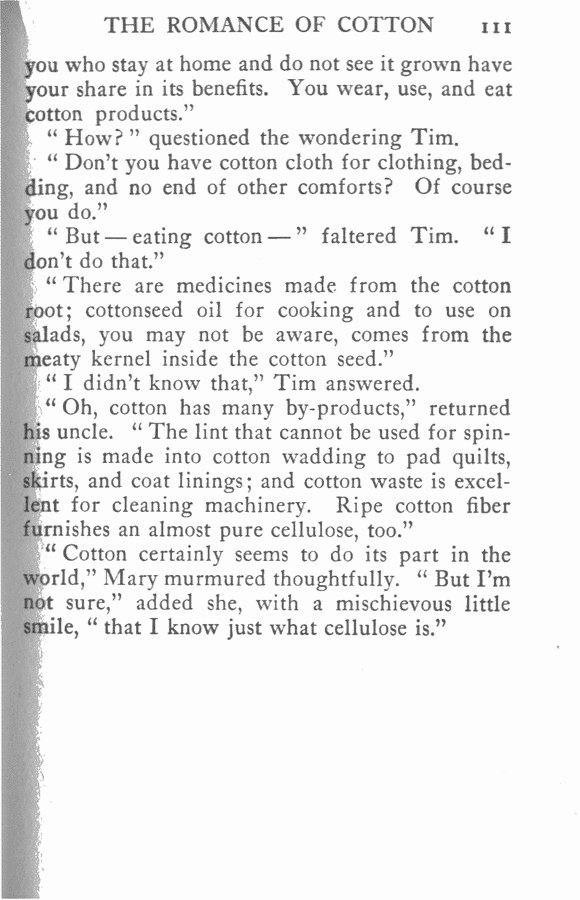 THE ROMANCE OF COTTON 111
you who stay at home and do not see it grown have
your share in its benefits. You wear, use, and eat
cotton products.”
“ How? ” questioned the wondering Tim.
“ Don’t you have cotton cloth for clothing, bed-
ding, and no end of other comforts? Of course
you do.”
“ But — eating cotton — ” faltered Tim. “ I
don’t do that.”
“ There are medicines made from the cotton
root; cottonseed oil for cooking and to use on
salads, you may not be aware, comes from the
meaty kernel inside the cotton seed.”
“ I didn’t know that,” Tim answered.
“ Oh, cotton has many by-products,” returned
his uncle. “ The lint that cannot be used for spin-
ning is made into cotton wadding to pad quilts,
skirts, and coat linings; and cotton waste is excel-
lent for cleaning machinery. Ripe cotton fiber
furnishes an almost pure cellulose, too.”
“ Cotton certainly seems to do its part in the
world,” Mary murmured thoughtfully. “ But I’m
not sure,” added she, with a mischievous little
smile, “ that I know just what cellulose is.”